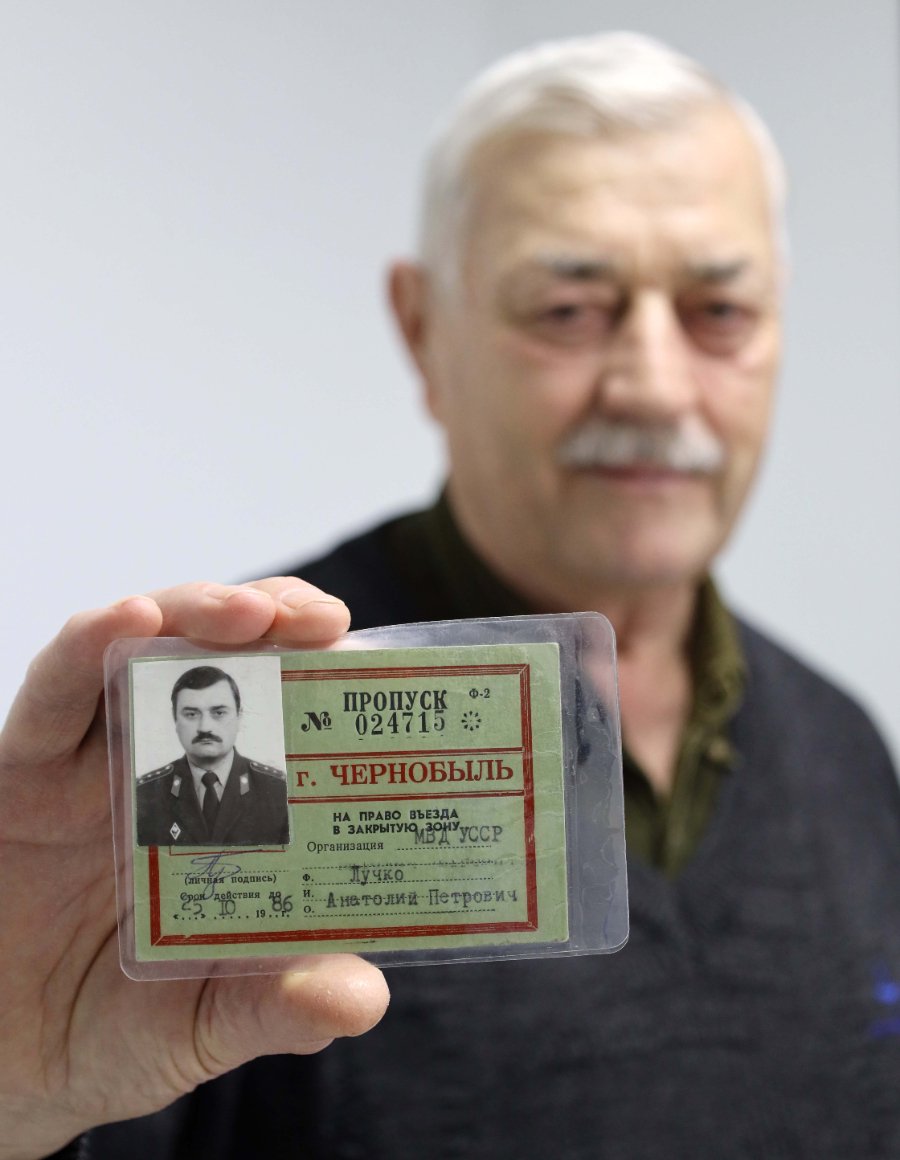 ПРОПУСК Ф-2
№ 024715
г. ЧЕРНОБЫЛЬ
НА ПРАВО ВЪЕЗДА
В ЗАКРЫТУЮ ЗОНУ
Организация МВД УССР
(личная подпись)
Срок действия до
"25" 10 1986 г.
Ф. Лучко
И. Анатолий Петрович
О.